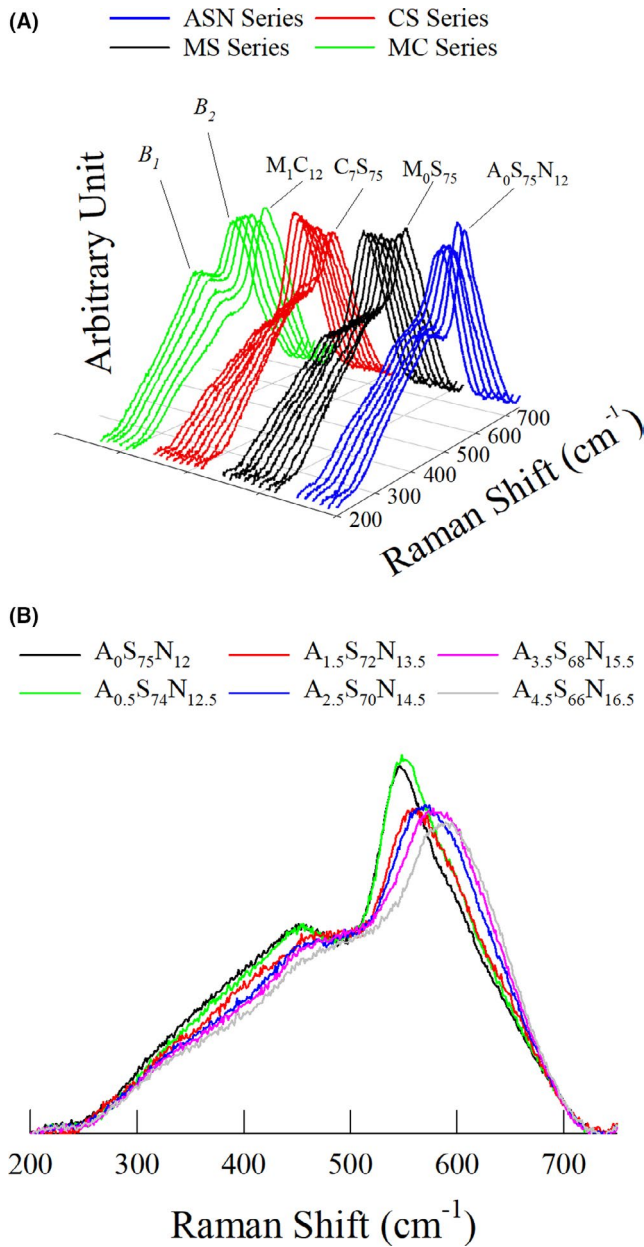 (A)
ASN Series CS Series
MS Series MC Series
B₁ B₂ M₁C₁₂ C₇S₇₅ M₀S₇₅ A₀S₇₅N₁₂
Arbitrary Unit
200 300 400 500 600 700
Raman Shift (cm⁻¹)
(B)
A₀S₇₅N₁₂ A₁.₅S₇₂N₁₃.₅ A₃.₅S₆₈N₁₅.₅
A₀.₅S₇₄N₁₂.₅ A₂.₅S₇₀N₁₄.₅ A₄.₅S₆₆N₁₆.₅
200 300 400 500 600 700
Raman Shift (cm⁻¹)